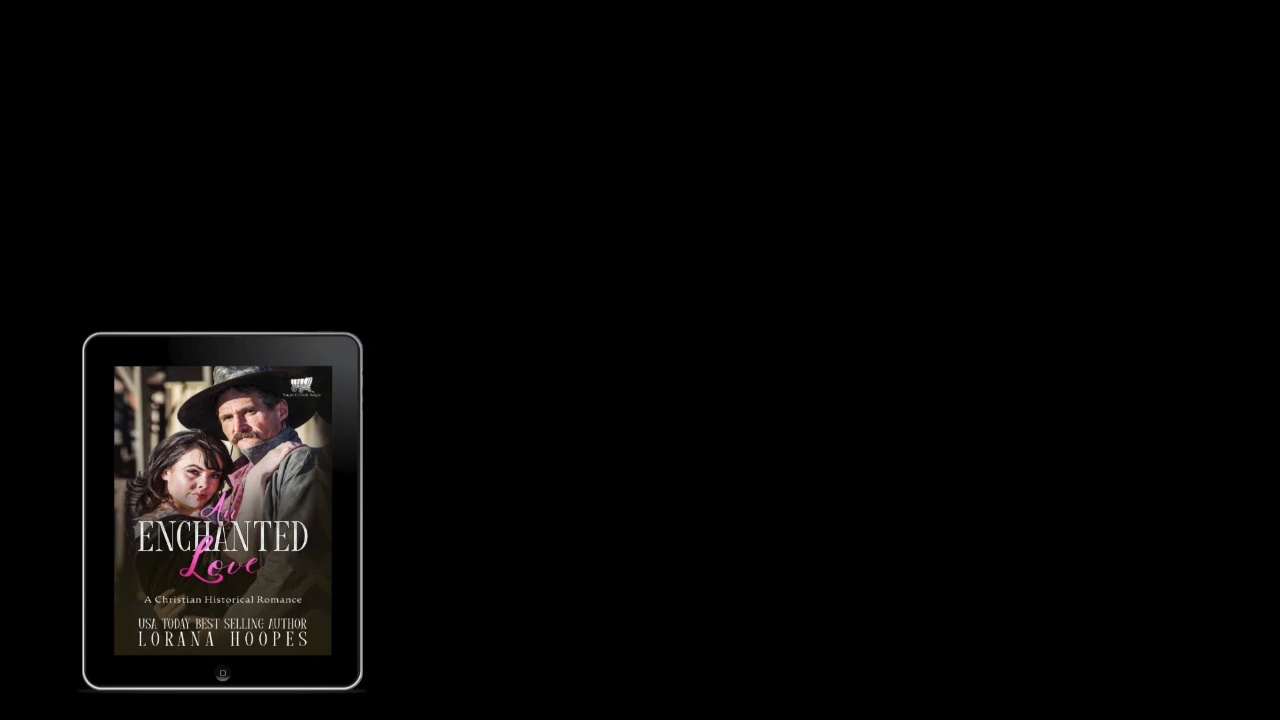 An
ENCHANTED
Love
A Christian Historical Romance
USA TODAY BEST SELLING AUTHOR
LORANA HOOPES